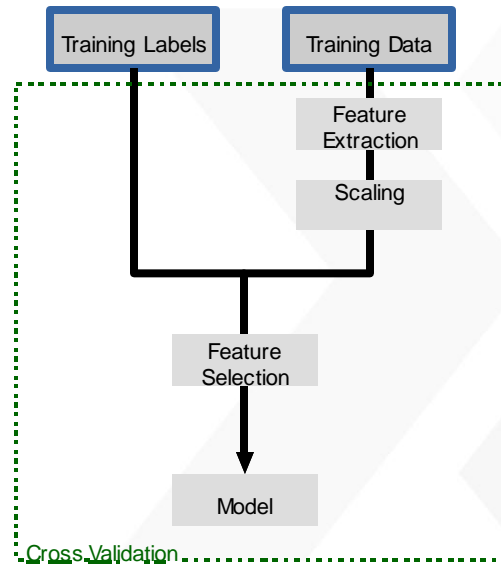 Training Labels
Training Data
Feature
Extraction
Scaling
Feature
Selection
Model
Cross Validation